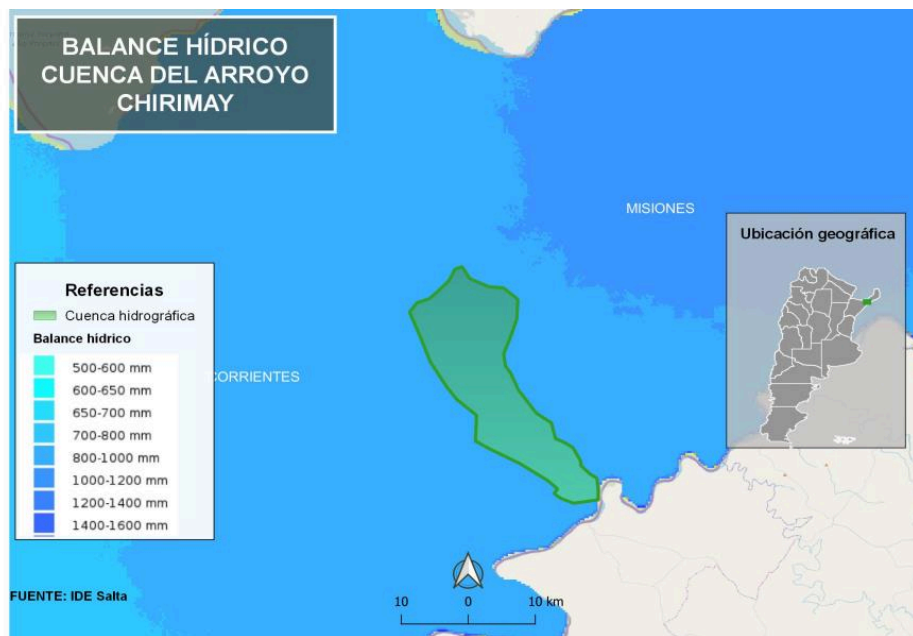 BALANCE HÍDRICO
CUENCA DEL ARROYO
CHIRIMAY
MISIONES
Ubicación geográfica
Referencias
Cuenca hidrográfica
Balance hídrico
500-600 mm
600-650 mm
650-700 mm
700-800 mm
800-1000 mm
1000-1200 mm
1200-1400 mm
1400-1600 mm
CORRIENTES
FUENTE: IDE Salta
10 0 10 km